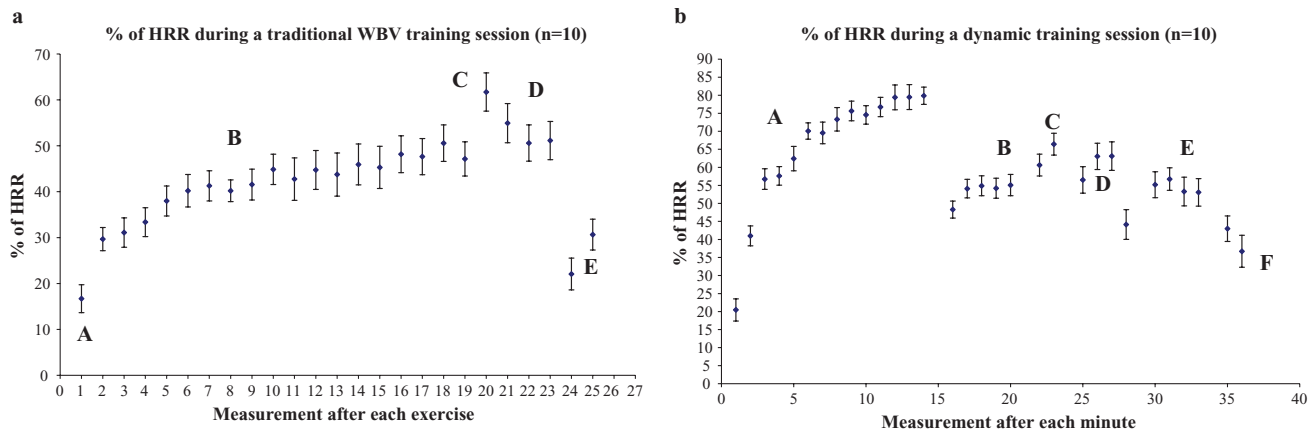 a
% of HRR during a traditional WBV training session (n=10)
% of HRR
70
60
50
40
30
20
10
0
A
B
C
D
E
0 1 2 3 4 5 6 7 8 9 10 11 12 13 14 15 16 17 18 19 20 21 22 23 24 25 26 27
Measurement after each exercise
b
% of HRR during a dynamic training session (n=10)
% of HRR
90
85
80
75
70
65
60
55
50
45
40
35
30
25
20
15
10
5
0
A
B
C
D
E
F
0 5 10 15 20 25 30 35 40
Measurement after each minute